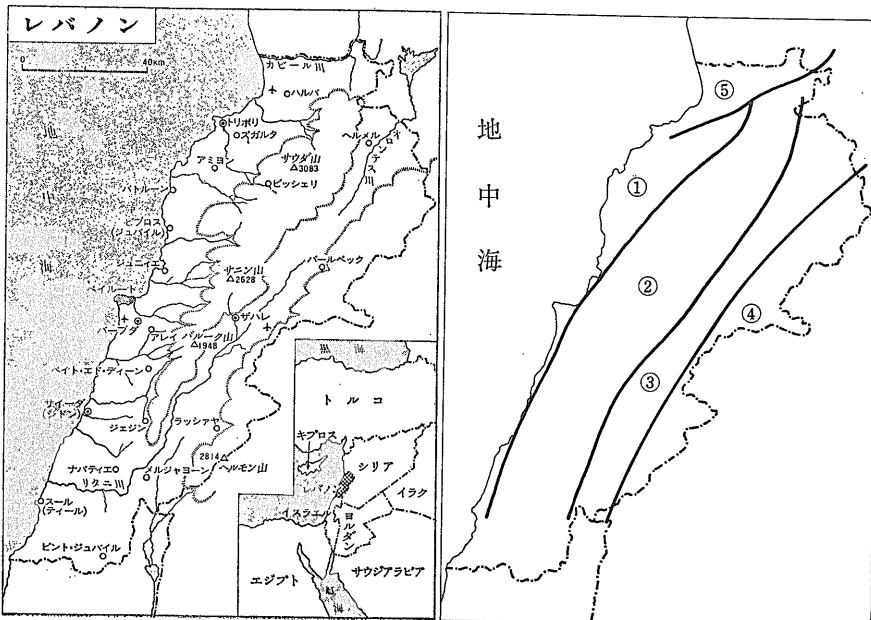 レバノン
0 40km
カビール川
ハルバ
トリポリ
ズガルタ
ヘルメル
オロンテス川
アミヨ
サウダ山
△3083
ビッシェリ
バトルーン
ビブロス
(ジュバイル)
ジュニィエ
サニン山
△2628
バールベック
ベイルート
ザハレ
バーブダ
アレイ
バルーク山
△1948
ベイト・エド・ディーン
サイーダ
(シドン)
ジェジン
ラッシァヤ
2814△
ヘルモン山
ナバティエ
メルジャヨーン
リタニ川
スール
(ティール)
ビント・ジュバイル
地中海
黒海
トルコ
キプロス
シリア
レバノン
イラク
イスラエル
ヨルダン
エジプト
サウジアラビア
紅海
地中海
⑤
①
②
④
③